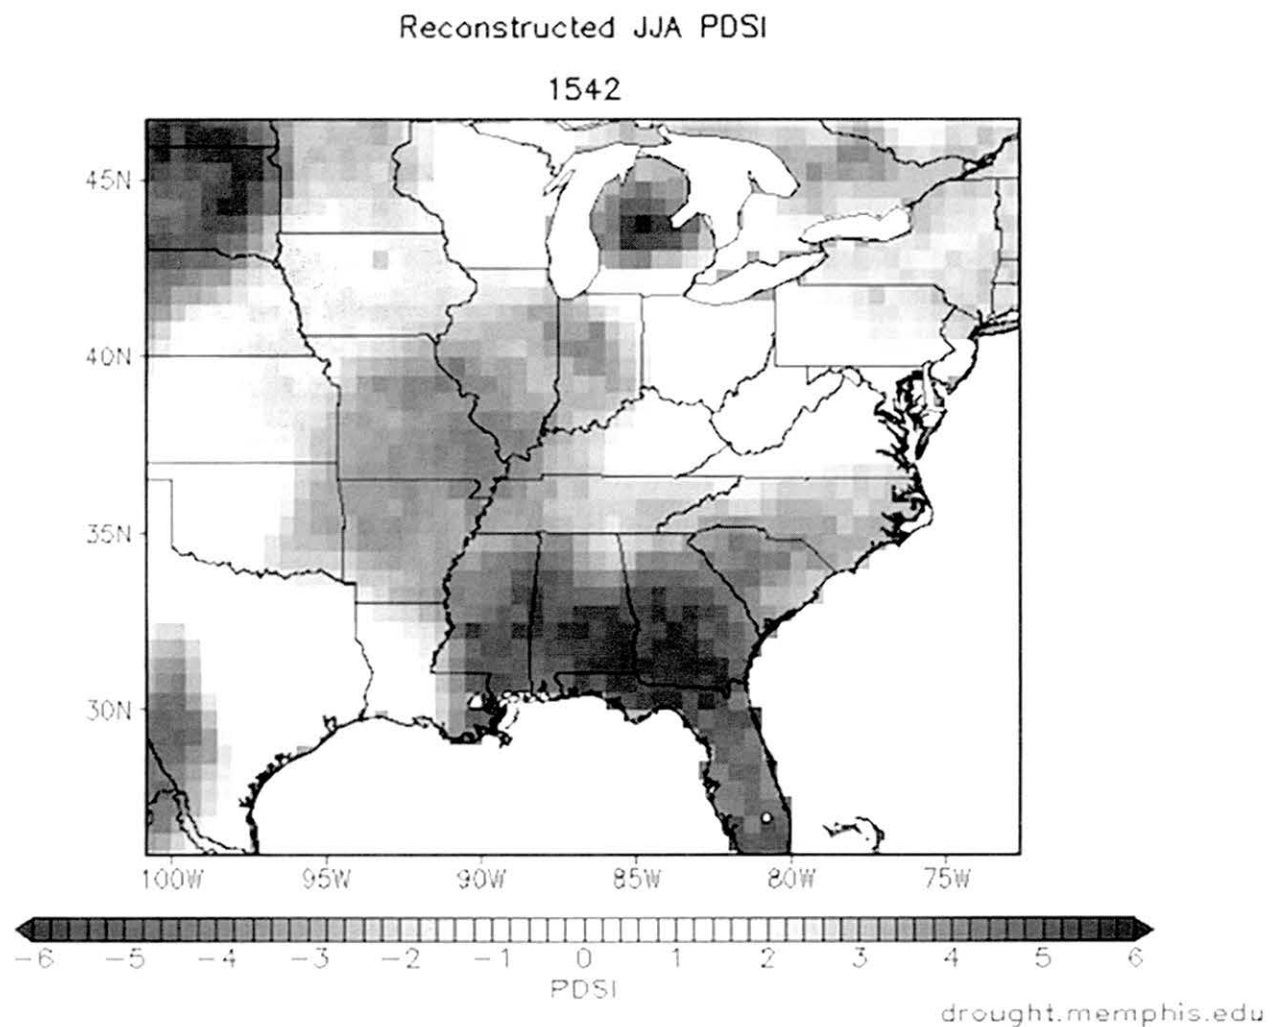 Reconstructed JJA PDSI
1542
45N
40N
35N
30N
100W 95W 90W 85W 80W 75W
-6 -5 -4 -3 -2 -1 0 1 2 3 4 5 6
PDSI
drought.memphis.edu